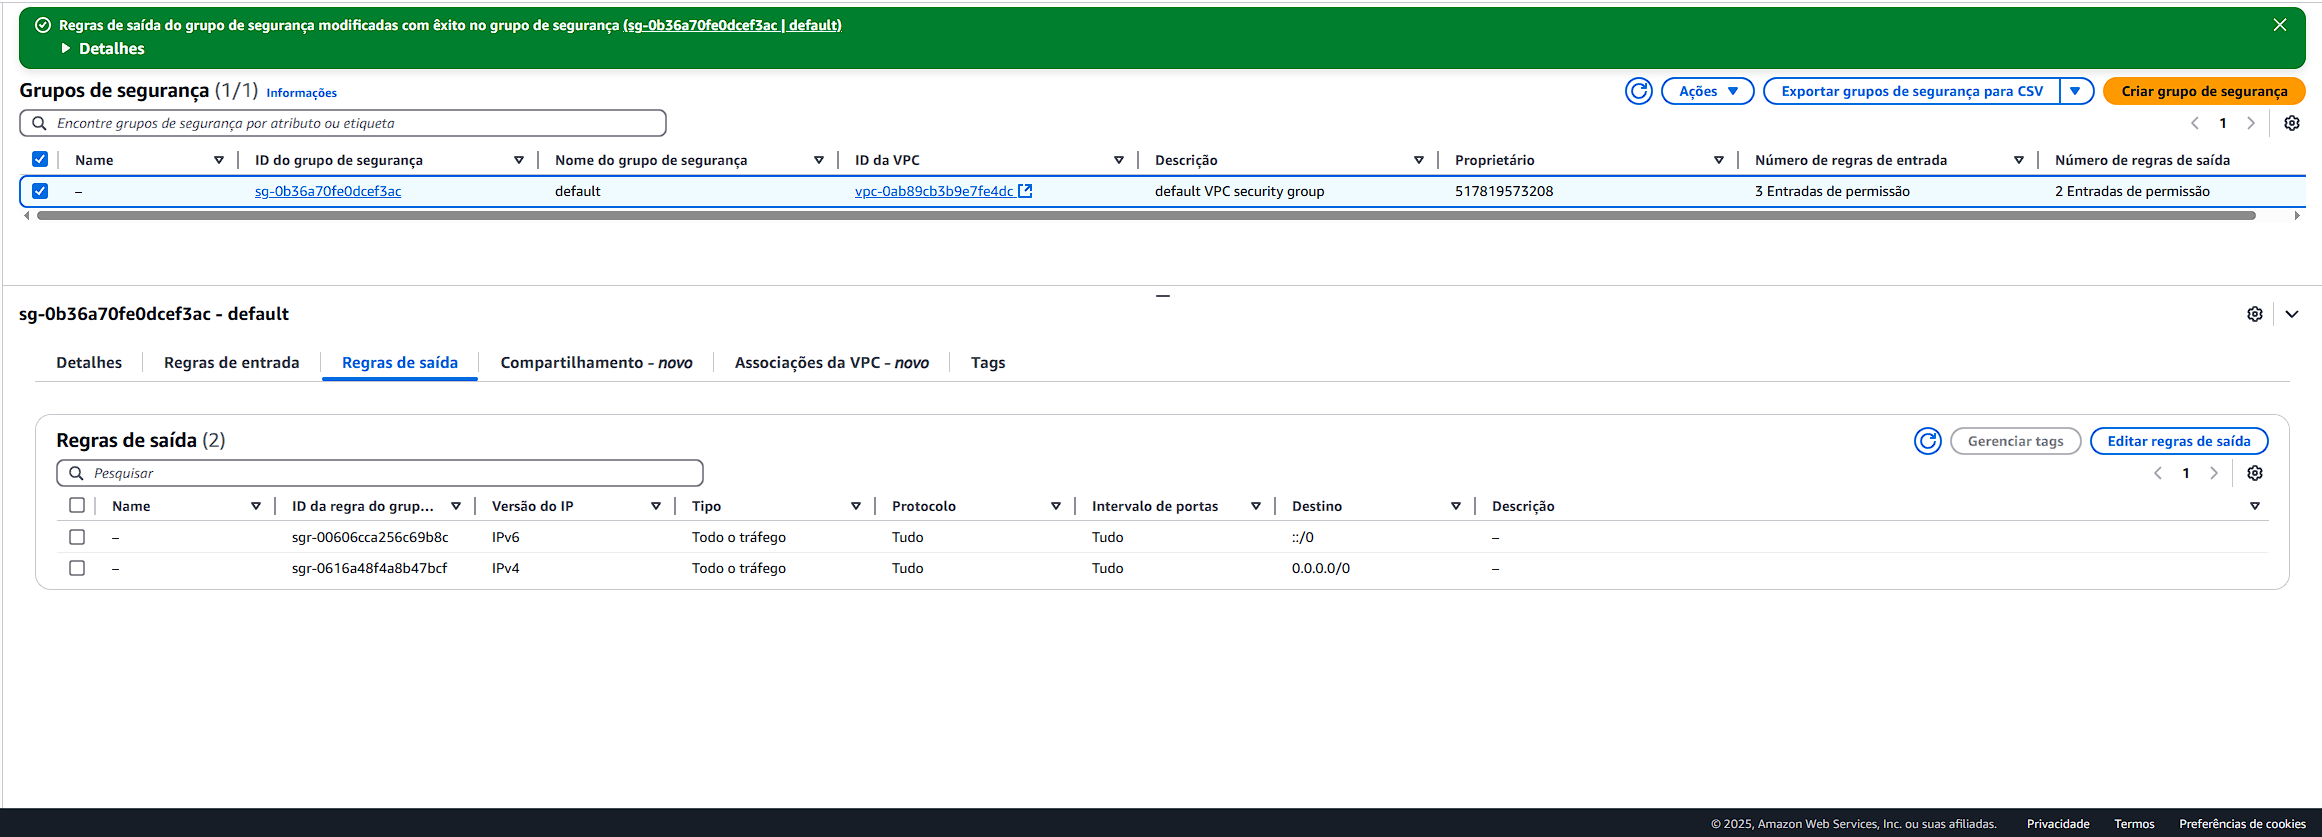 Regras de saída do grupo de segurança modificadas com êxito no grupo de segurança (sg-0b36a70fe0dcef3ac | default)
Detalhes
Grupos de segurança (1/1) Informações
Ações
Exportar grupos de segurança para CSV
Criar grupo de segurança
Encontre grupos de segurança por atributo ou etiqueta
1
Name ID do grupo de segurança Nome do grupo de segurança ID da VPC Descrição Proprietário Número de regras de entrada Número de regras de saída
– sg-0b36a70fe0dcef3ac default vpc-0ab89cb3b9e7fe4dc default VPC security group 517819573208 3 Entradas de permissão 2 Entradas de permissão
sg-0b36a70fe0dcef3ac - default
Detalhes Regras de entrada Regras de saída Compartilhamento - novo Associações da VPC - novo Tags
Regras de saída (2)
Gerenciar tags
Editar regras de saída
Pesquisar
1
Name ID da regra do grup... Versão do IP Tipo Protocolo Intervalo de portas Destino Descrição
– sgr-00606cca256c69b8c IPv6 Todo o tráfego Tudo Tudo ::/0 –
– sgr-0616a48f4a8b47bcf IPv4 Todo o tráfego Tudo Tudo 0.0.0.0/0 –
© 2025, Amazon Web Services, Inc. ou suas afiliadas. Privacidade Termos Preferências de cookies